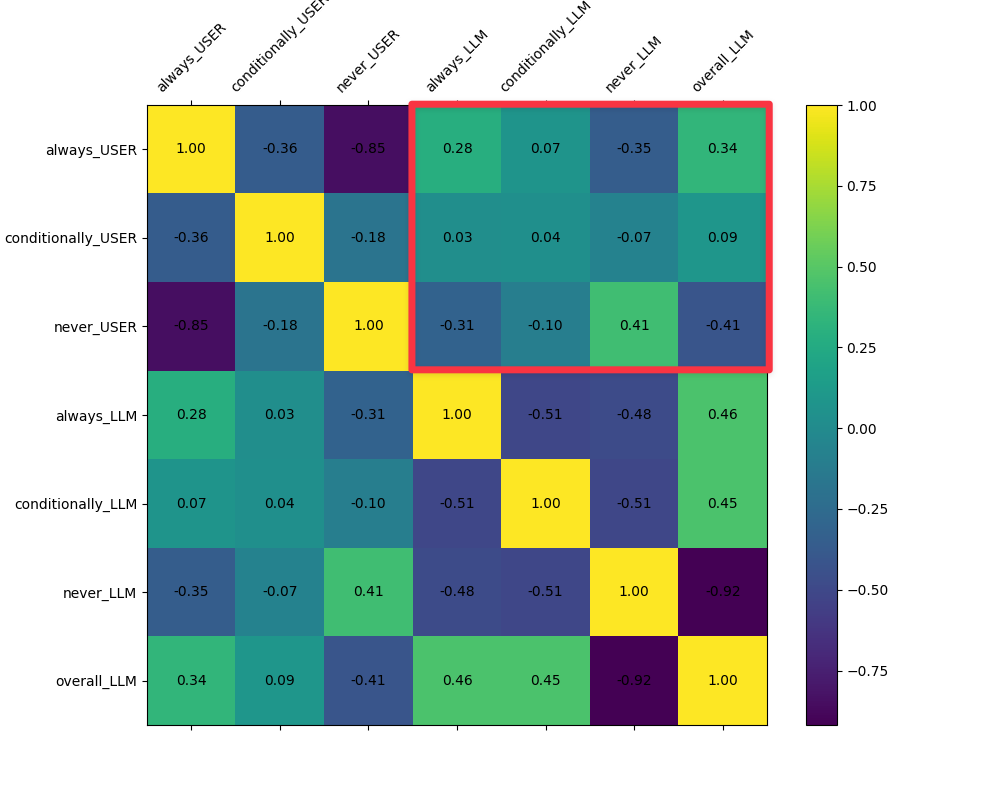 always_USER conditionally_USER never_USER always_LLM conditionally_LLM never_LLM overall_LLM
always_USER 1.00 -0.36 -0.85 0.28 0.07 -0.35 0.34
conditionally_USER -0.36 1.00 -0.18 0.03 0.04 -0.07 0.09
never_USER -0.85 -0.18 1.00 -0.31 -0.10 0.41 -0.41
always_LLM 0.28 0.03 -0.31 1.00 -0.51 -0.48 0.46
conditionally_LLM 0.07 0.04 -0.10 -0.51 1.00 -0.51 0.45
never_LLM -0.35 -0.07 0.41 -0.48 -0.51 1.00 -0.92
overall_LLM 0.34 0.09 -0.41 0.46 0.45 -0.92 1.00
1.00
0.75
0.50
0.25
0.00
−0.25
−0.50
−0.75